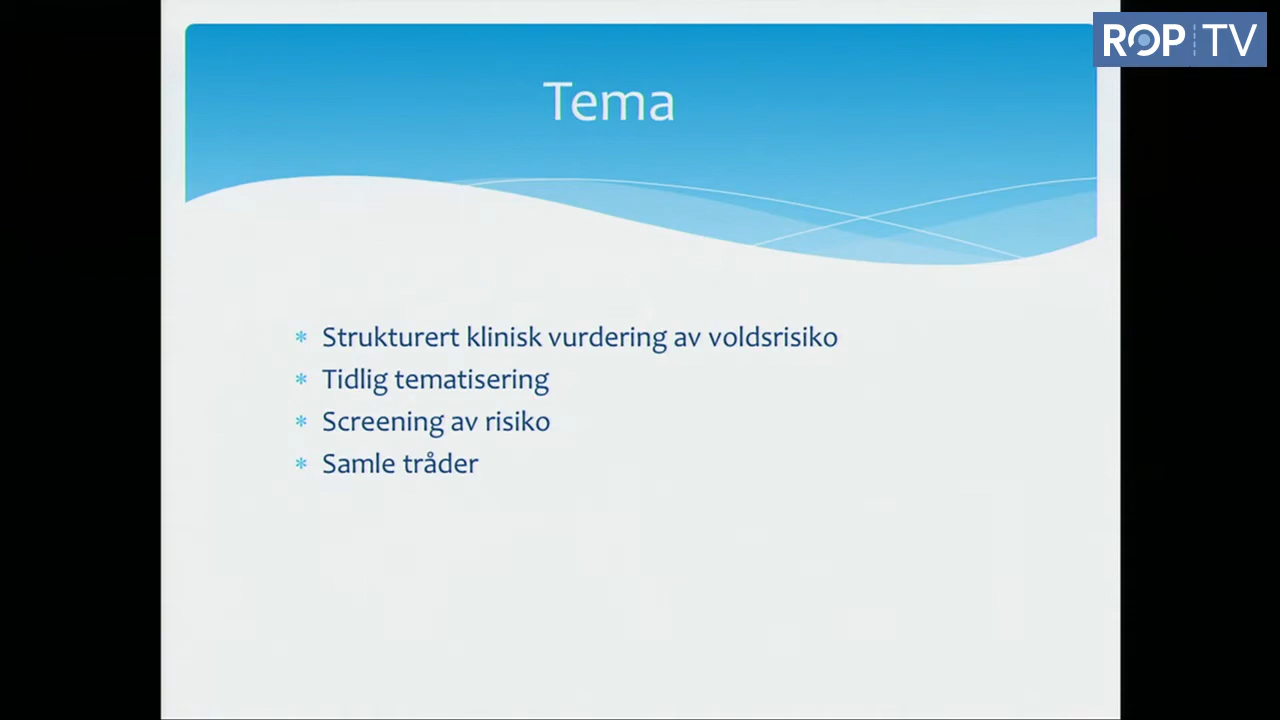 ROP TV
Tema
* Strukturert klinisk vurdering av voldsrisiko
* Tidlig tematisering
* Screening av risiko
* Samle tråder